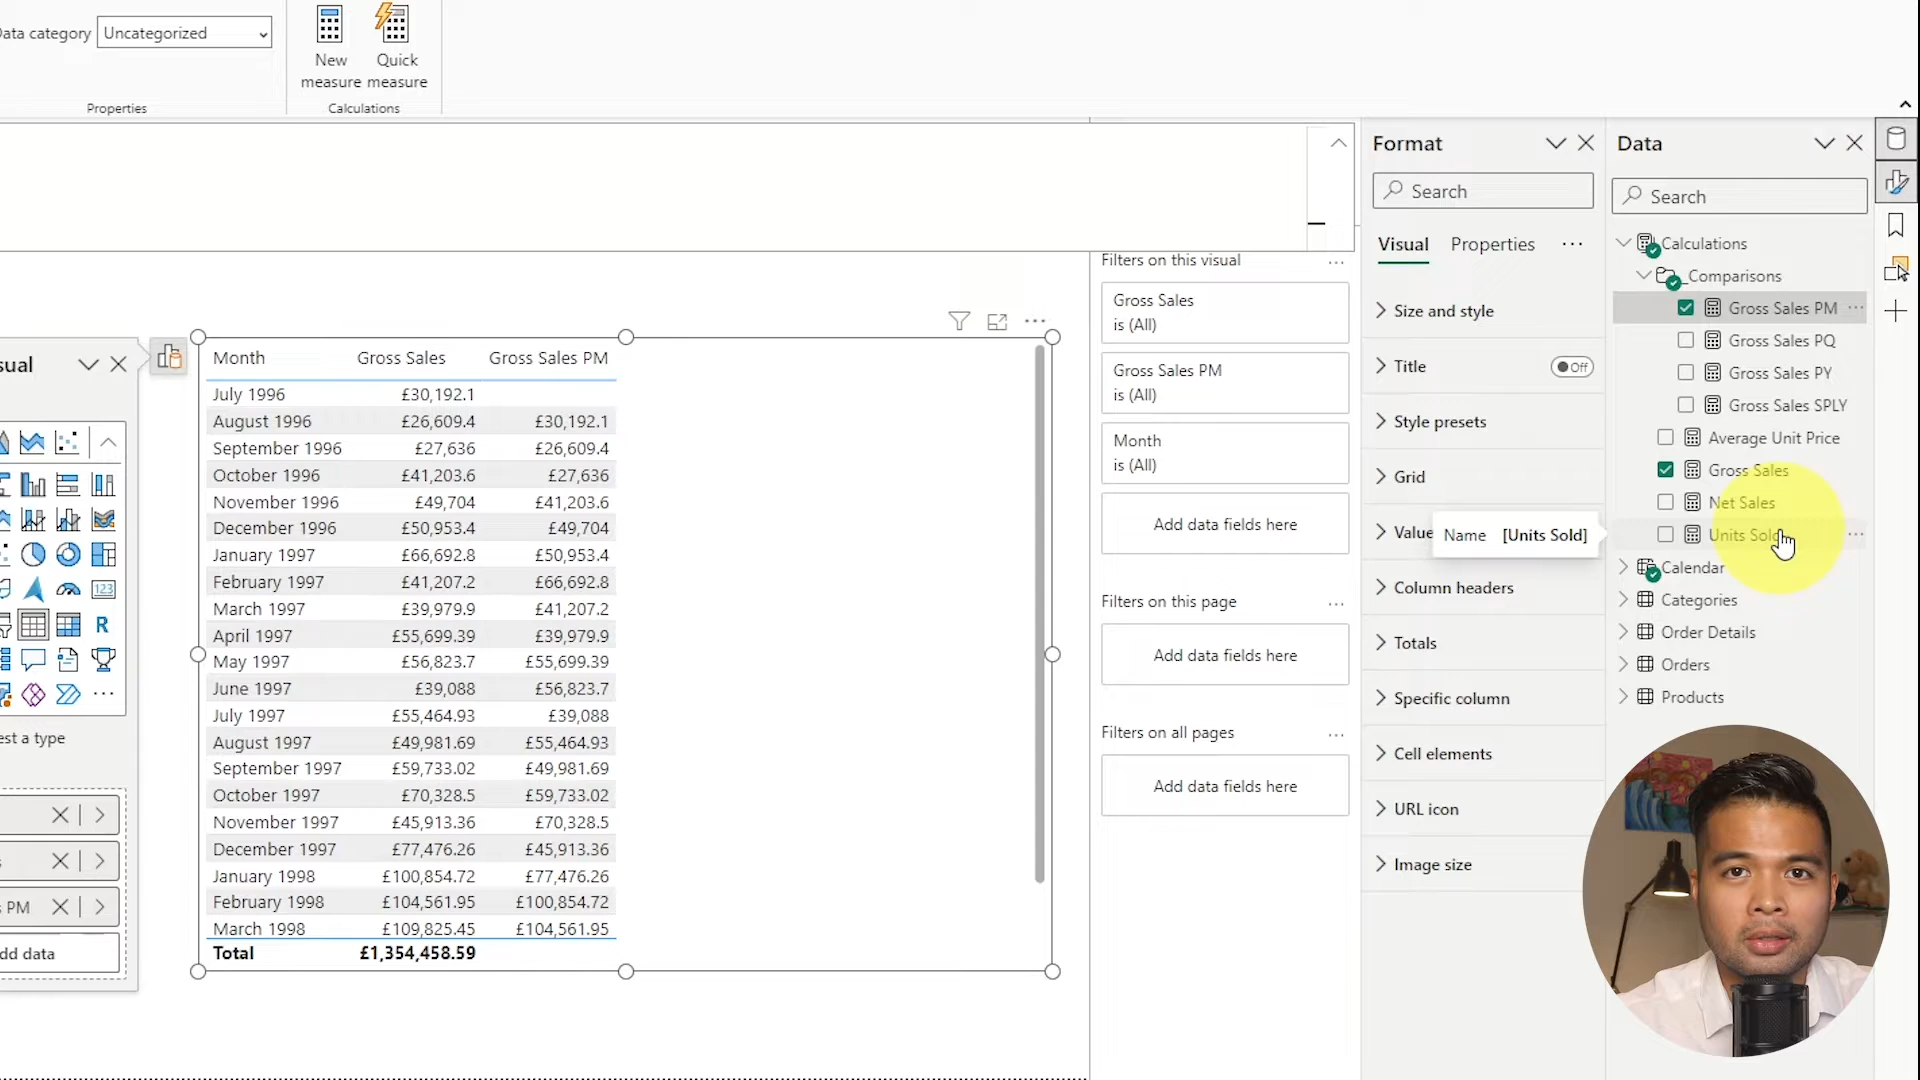 Data category
Uncategorized
New measure
Quick measure
Properties
Calculations
Format
Search
Visual
Properties
...
Size and style
Title
Off
Style presets
Grid
Column headers
Totals
Specific column
Cell elements
URL icon
Image size
Name [Units Sold]
Data
Search
Calculations
_Comparisons
Gross Sales PM
Gross Sales PQ
Gross Sales PY
Gross Sales SPLY
Average Unit Price
Gross Sales
Net Sales
Units Sold
Calendar
Categories
Order Details
Orders
Products
Filters on this visual
Gross Sales
is (All)
Gross Sales PM
is (All)
Month
is (All)
Add data fields here
Filters on this page
Add data fields here
Filters on all pages
Add data fields here
R
123
PM
Month Gross Sales Gross Sales PM
July 1996 £30,192.1
August 1996 £26,609.4 £30,192.1
September 1996 £27,636 £26,609.4
October 1996 £41,203.6 £27,636
November 1996 £49,704 £41,203.6
December 1996 £50,953.4 £49,704
January 1997 £66,692.8 £50,953.4
February 1997 £41,207.2 £66,692.8
March 1997 £39,979.9 £41,207.2
April 1997 £55,699.39 £39,979.9
May 1997 £56,823.7 £55,699.39
June 1997 £39,088 £56,823.7
July 1997 £55,464.93 £39,088
August 1997 £49,981.69 £55,464.93
September 1997 £59,733.02 £49,981.69
October 1997 £70,328.5 £59,733.02
November 1997 £45,913.36 £70,328.5
December 1997 £77,476.26 £45,913.36
January 1998 £100,854.72 £77,476.26
February 1998 £104,561.95 £100,854.72
March 1998 £109,825.45 £104,561.95
Total £1,354,458.59